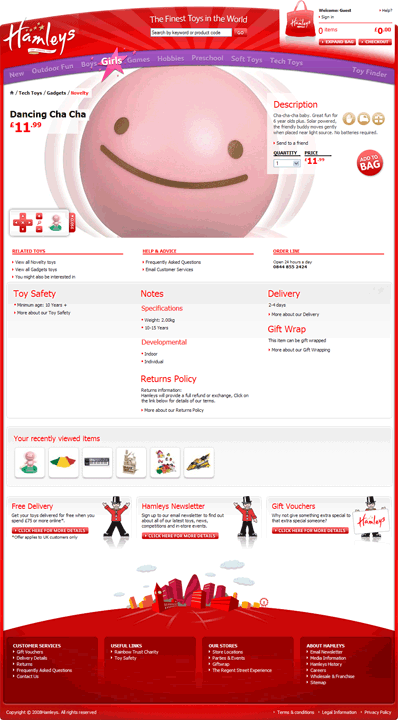 Hamleys
The Finest Toys in the World
Search by keyword or product code
GO
Hamleys
Welcome: Guest
Help?
Sign in
0 items
£0.00
EXPAND BAG
CHECKOUT
New
Outdoor Fun
Boys
Girls
Games
Hobbies
Preschool
Soft Toys
Tech Toys
Toy Finder
/ Tech Toys / Gadgets / Novelty
Dancing Cha Cha
£11.99
Description
Cha-cha-cha baby. Great fun for
6 year olds plus. Solar powered,
the friendly buddy moves gently
when placed near light source. No batteries required.
Send to a friend
QUANTITY
PRICE
1
£11.99
ADD TO BAG
RELATED TOYS
View all Novelty toys
View all Gadgets toys
You might also be interested in
HELP & ADVICE
Frequently Asked Questions
Email Customer Services
ORDER LINE
Open 24 hours a day
0844 855 2424
Toy Safety
Minimum age: 10 Years +
More about our Toy Safety
Notes
Specifications
Weight: 2.00kg
10-15 Years
Developmental
Indoor
Individual
Returns Policy
Returns information:
Hamleys will provide a full refund or exchange, Click on
the link below for details of our terms.
More about our Returns Policy
Delivery
2-4 days
More about our Delivery
Gift Wrap
This item can be gift wrapped
More about our Gift Wrapping
Your recently viewed items
Free Delivery
Get your toys delivered for free when you
spend £75 or more online*.
CLICK HERE FOR MORE DETAILS
*Offer applies to UK customers only
Hamleys Newsletter
Sign up to our email newsletter to find out
about all of our latest toys, news,
competitions and in-store events.
CLICK HERE FOR MORE DETAILS
Gift Vouchers
Why not give something extra special to
that extra special someone?
CLICK HERE FOR MORE DETAILS
Hamleys
CUSTOMER SERVICES
Gift Vouchers
Delivery Details
Returns
Frequently Asked Questions
Contact Us
USEFUL LINKS
Rainbow Trust Charity
Toy Safety
OUR STORES
Store Locations
Parties & Events
Giftwrap
The Regent Street Experience
ABOUT HAMLEYS
Email Newsletter
Media Information
Hamleys History
Careers
Wholesale & Franchise
Sitemap
Copyright © 2008Hamleys. All rights reserved
Terms & conditions
Legal Information
Privacy Policy